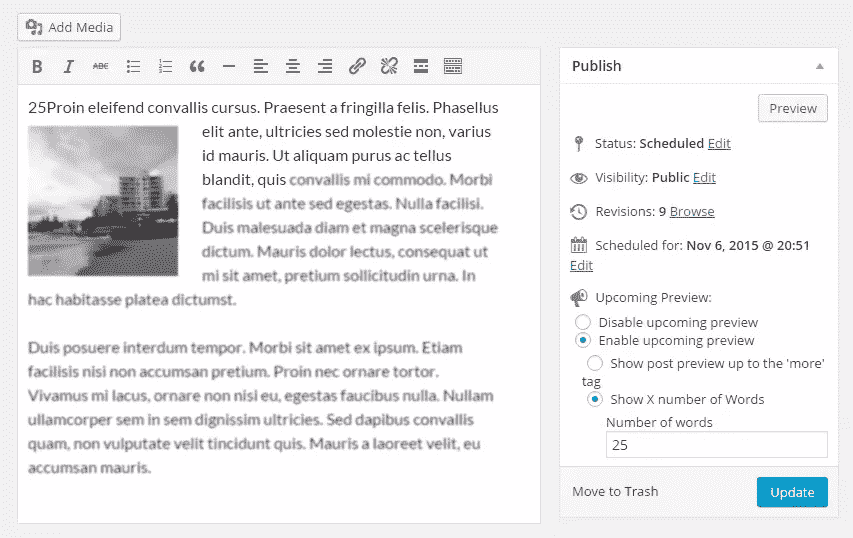 Add Media
B I ABC
25Proin eleifend convallis cursus. Praesent a fringilla felis. Phasellus
elit ante, ultricies sed molestie non, varius
id mauris. Ut aliquam purus ac tellus
blandit, quis convallis mi commodo. Morbi
facilisis ut ante sed egestas. Nulla facilisi.
Duis malesuada diam et magna scelerisque
dictum. Mauris dolor lectus, consequat ut
mi sit amet, pretium sollicitudin urna. In
hac habitasse platea dictumst.
Duis posuere interdum tempor. Morbi sit amet ex ipsum. Etiam
facilisis nisi non accumsan pretium. Proin nec ornare tortor.
Vivamus mi lacus, ornare non nisi eu, egestas faucibus nulla. Nullam
ullamcorper sem in sem dignissim ultricies. Sed dapibus convallis
quam, non vulputate velit tincidunt quis. Mauris a laoreet velit, eu
accumsan mauris.
Publish
Preview
Status: Scheduled Edit
Visibility: Public Edit
Revisions: 9 Browse
Scheduled for: Nov 6, 2015 @ 20:51
Edit
Upcoming Preview:
Disable upcoming preview
Enable upcoming preview
Show post preview up to the 'more'
tag
Show X number of Words
Number of words
25
Move to Trash
Update